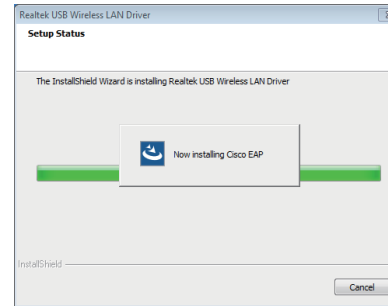 Realtek USB Wireless LAN Driver
Setup Status
The InstallShield Wizard is installing Realtek USB Wireless LAN Driver
Now installing Cisco EAP
InstallShield
Cancel